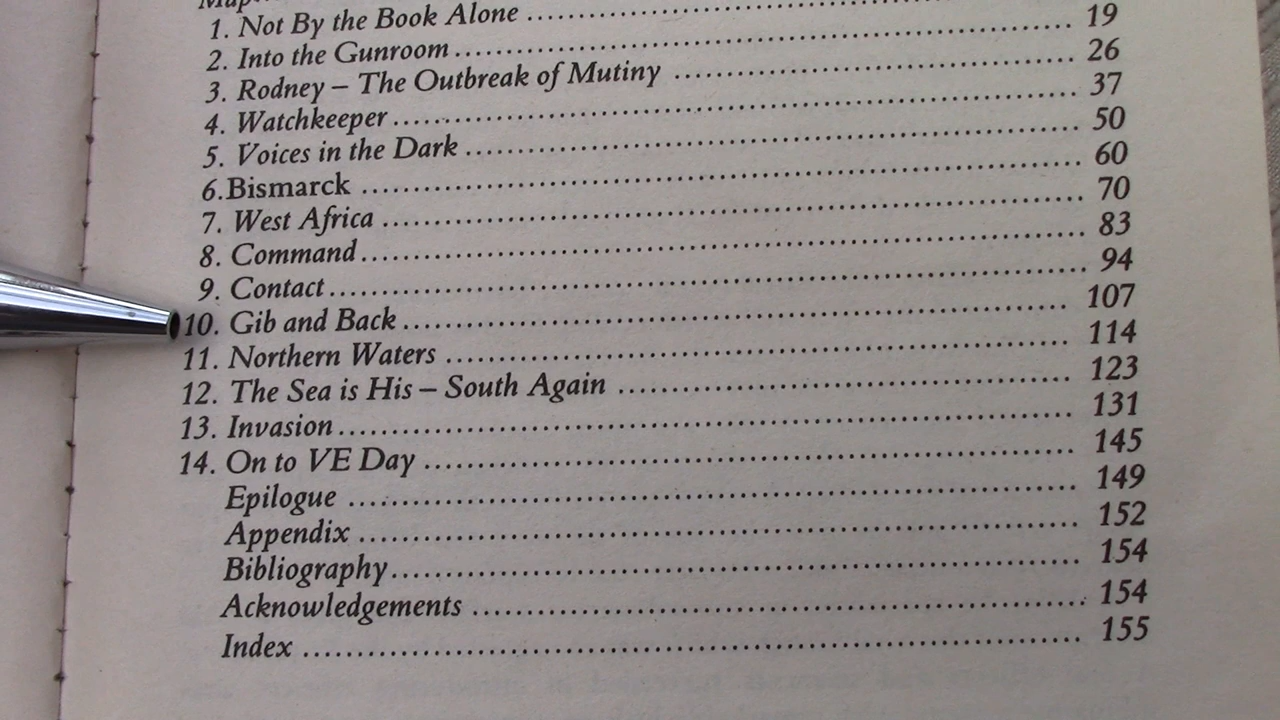 1. Not By the Book Alone ........................
2. Into the Gunroom ........................ 19
3. Rodney – The Outbreak of Mutiny ........................ 26
4. Watchkeeper ........................ 37
5. Voices in the Dark ........................ 50
6.Bismarck ........................ 60
7. West Africa ........................ 70
8. Command ........................ 83
9. Contact ........................ 94
10. Gib and Back ........................ 107
11. Northern Waters ........................ 114
12. The Sea is His – South Again ........................ 123
13. Invasion ........................ 131
14. On to VE Day ........................ 145
Epilogue ........................ 149
Appendix ........................ 152
Bibliography ........................ 154
Acknowledgements ........................ 154
Index ........................ 155